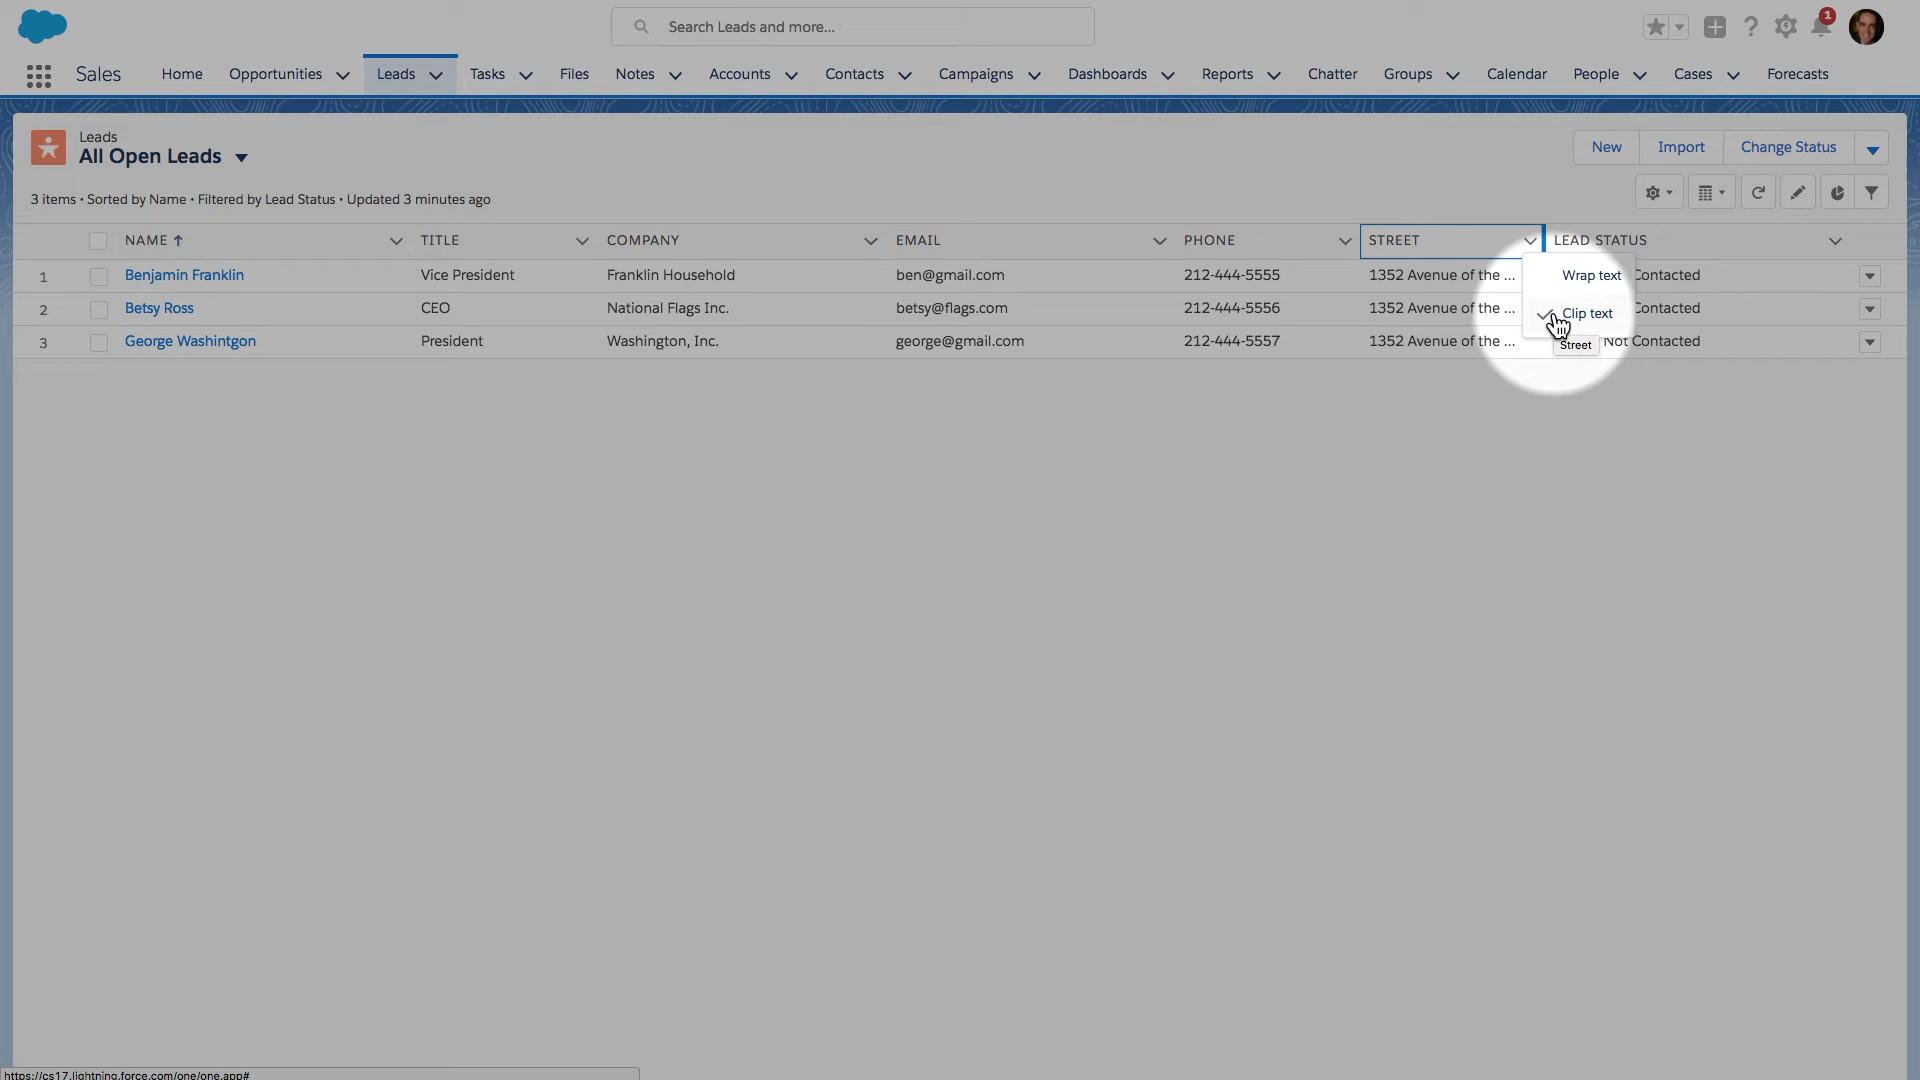 Search Leads and more...
1
Sales Home Opportunities Leads Tasks Files Notes Accounts Contacts Campaigns Dashboards Reports Chatter Groups Calendar People Cases Forecasts
Leads
All Open Leads
New Import Change Status
3 items • Sorted by Name • Filtered by Lead Status • Updated 3 minutes ago
NAME TITLE COMPANY EMAIL PHONE STREET LEAD STATUS
1 Benjamin Franklin Vice President Franklin Household ben@gmail.com 212-444-5555 1352 Avenue of the ... Contacted
Wrap text
2 Betsy Ross CEO National Flags Inc. betsy@flags.com 212-444-5556 1352 Avenue of the ... Contacted
Clip text
3 George Washintgon President Washington, Inc. george@gmail.com 212-444-5557 1352 Avenue of the ... Not Contacted
Street
https://cs17.lightning.force.com/one/one.app#